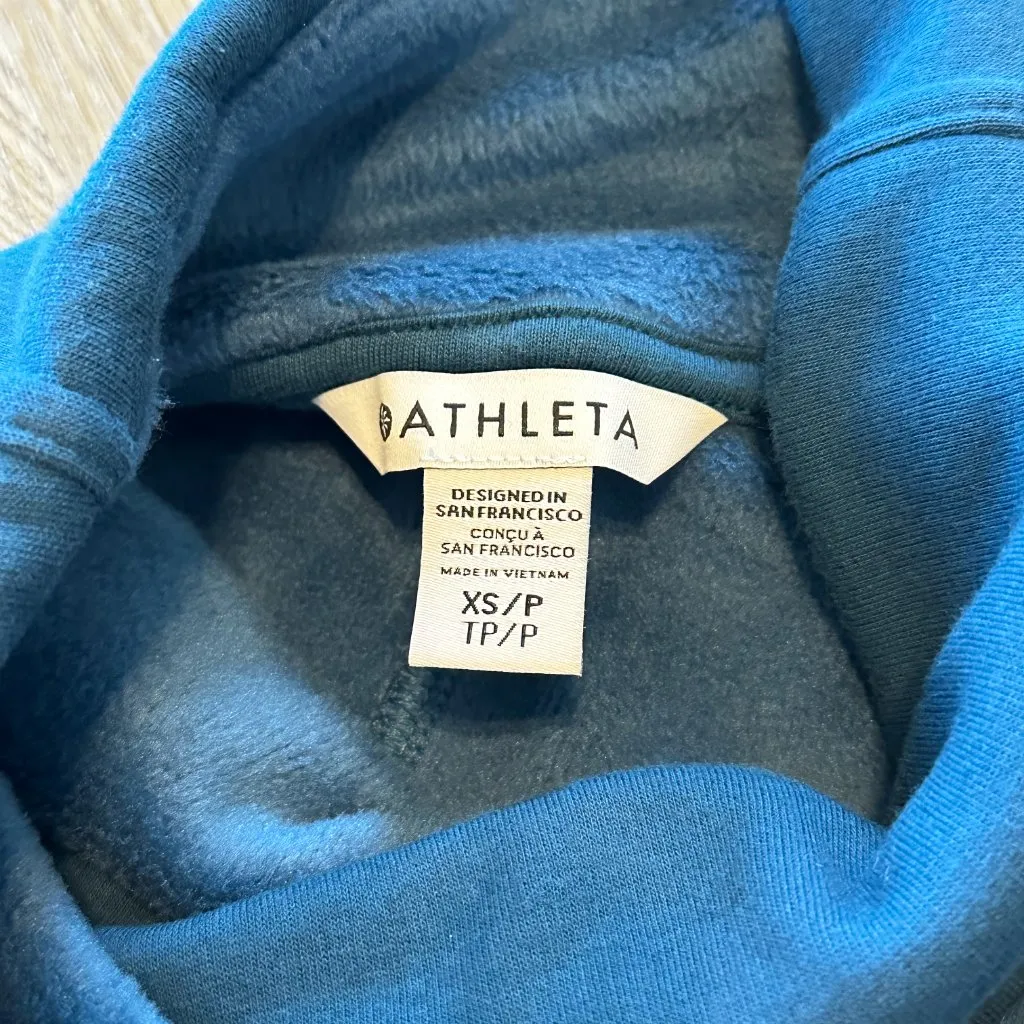 ATHLETA
DESIGNED IN
SAN FRANCISCO
CONÇU À
SAN FRANCISCO
MADE IN VIETNAM
XS/P
TP/P